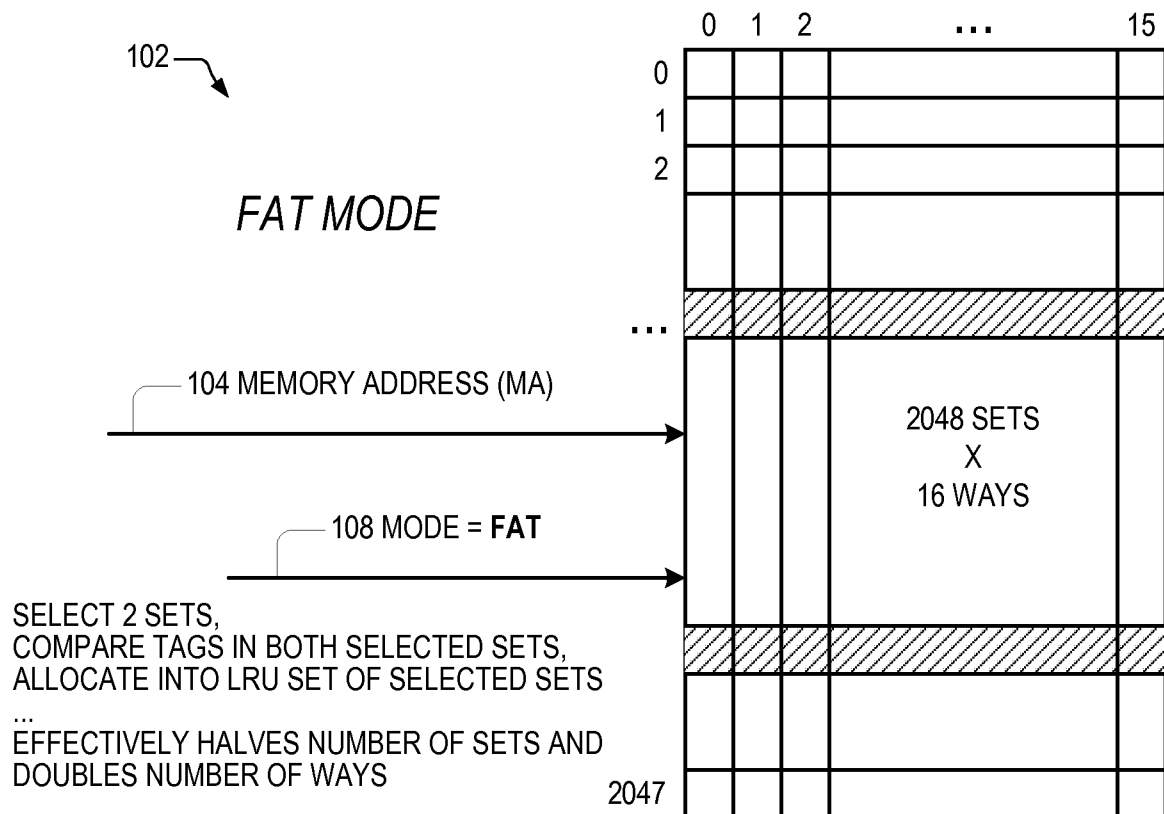 0 1 2 ... 15
102
0
1
2
FAT MODE
...
104 MEMORY ADDRESS (MA)
2048 SETS
X
16 WAYS
108 MODE = FAT
SELECT 2 SETS,
COMPARE TAGS IN BOTH SELECTED SETS,
ALLOCATE INTO LRU SET OF SELECTED SETS
...
EFFECTIVELY HALVES NUMBER OF SETS AND
DOUBLES NUMBER OF WAYS
2047